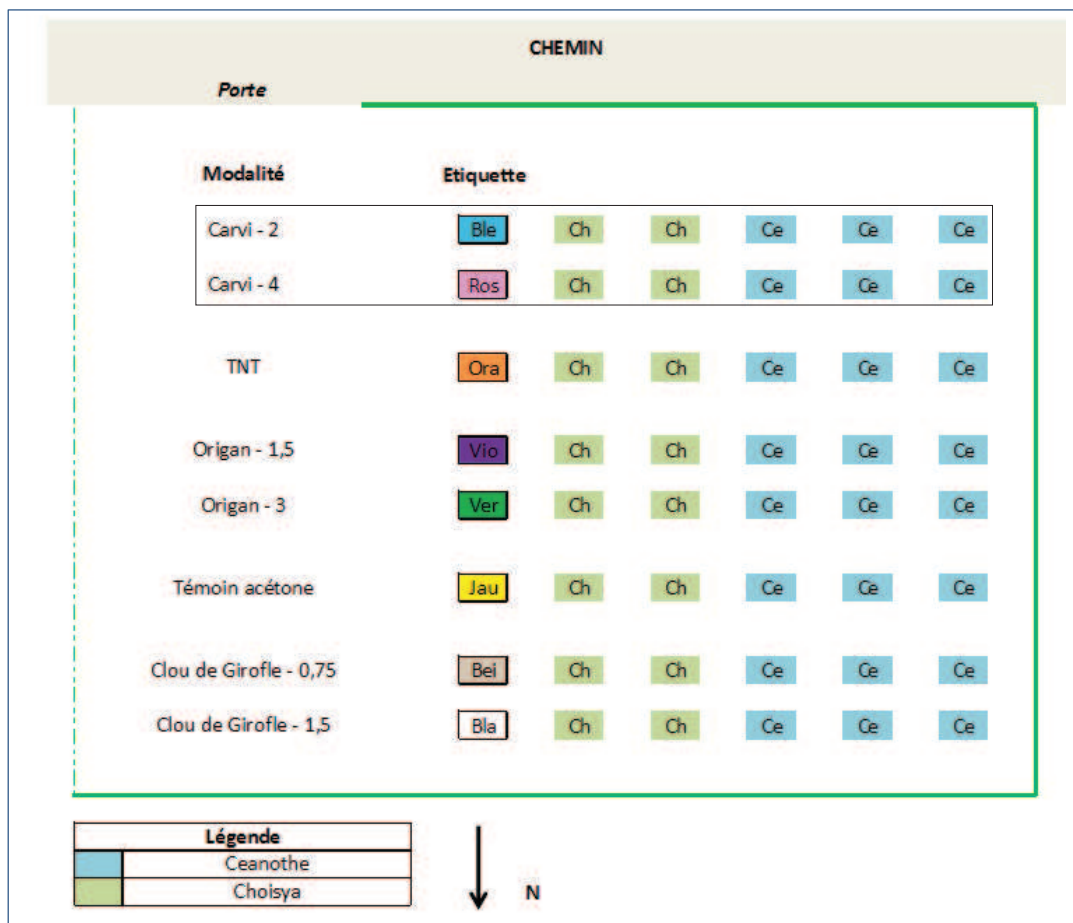 CHEMIN
Porte
Modalité Etiquette
Carvi - 2 Ble Ch Ch Ce Ce Ce
Carvi - 4 Ros Ch Ch Ce Ce Ce
TNT Ora Ch Ch Ce Ce Ce
Origan - 1,5 Vio Ch Ch Ce Ce Ce
Origan - 3 Ver Ch Ch Ce Ce Ce
Témoin acétone Jau Ch Ch Ce Ce Ce
Clou de Girofle - 0,75 Bei Ch Ch Ce Ce Ce
Clou de Girofle - 1,5 Bla Ch Ch Ce Ce Ce
Légende
Ceanothe
Choisya
N